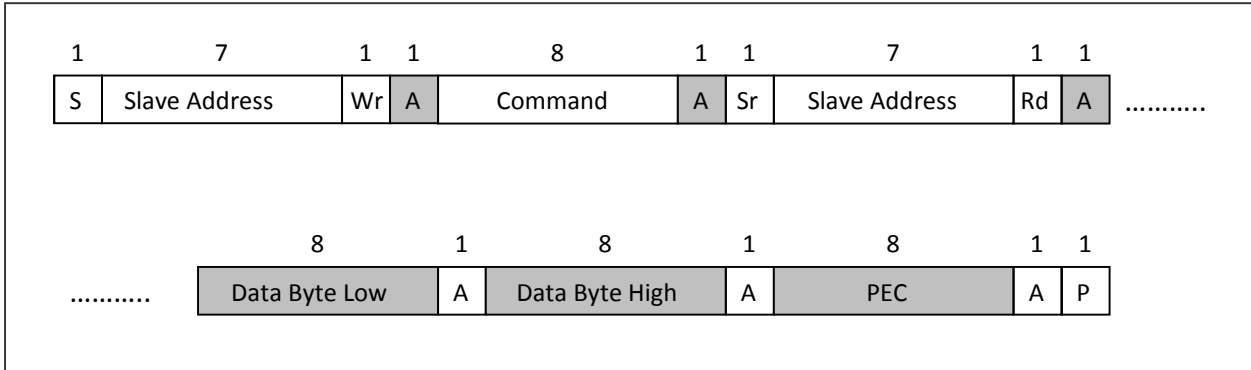 1 7 1 1 8 1 1 7 1 1
S Slave Address Wr A Command A Sr Slave Address Rd A ………..
8 1 8 1 8 1 1
……….. Data Byte Low A Data Byte High A PEC A P